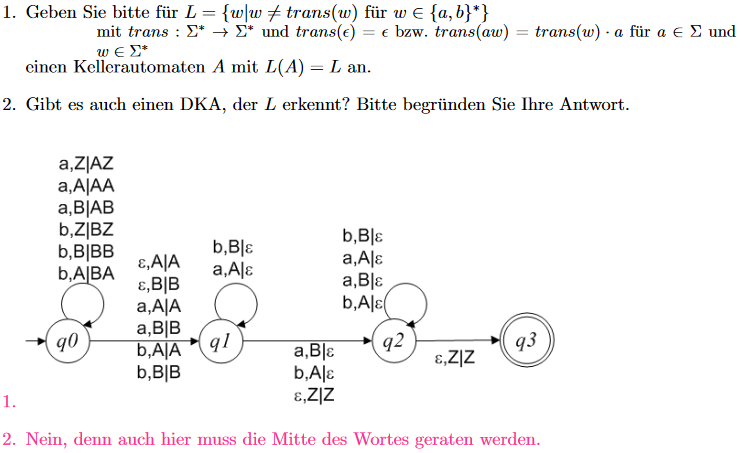 1. Geben Sie bitte für L = {w|w ≠ trans(w) für w ∈ {a, b}*}
mit trans : Σ* → Σ* und trans(ϵ) = ϵ bzw. trans(aw) = trans(w) · a für a ∈ Σ und
w ∈ Σ*
einen Kellerautomaten A mit L(A) = L an.
2. Gibt es auch einen DKA, der L erkennt? Bitte begründen Sie Ihre Antwort.
a,Z|AZ
a,A|AA
a,B|AB
b,Z|BZ
b,B|BB
b,A|BA
ε,A|A
ε,B|B
a,A|A
a,B|B
b,A|A
b,B|B
b,B|ε
a,A|ε
b,B|ε
a,A|ε
a,B|ε
b,A|ε
q0
q1
a,B|ε
b,A|ε
ε,Z|Z
q2
ε,Z|Z
q3
1.
2. Nein, denn auch hier muss die Mitte des Wortes geraten werden.